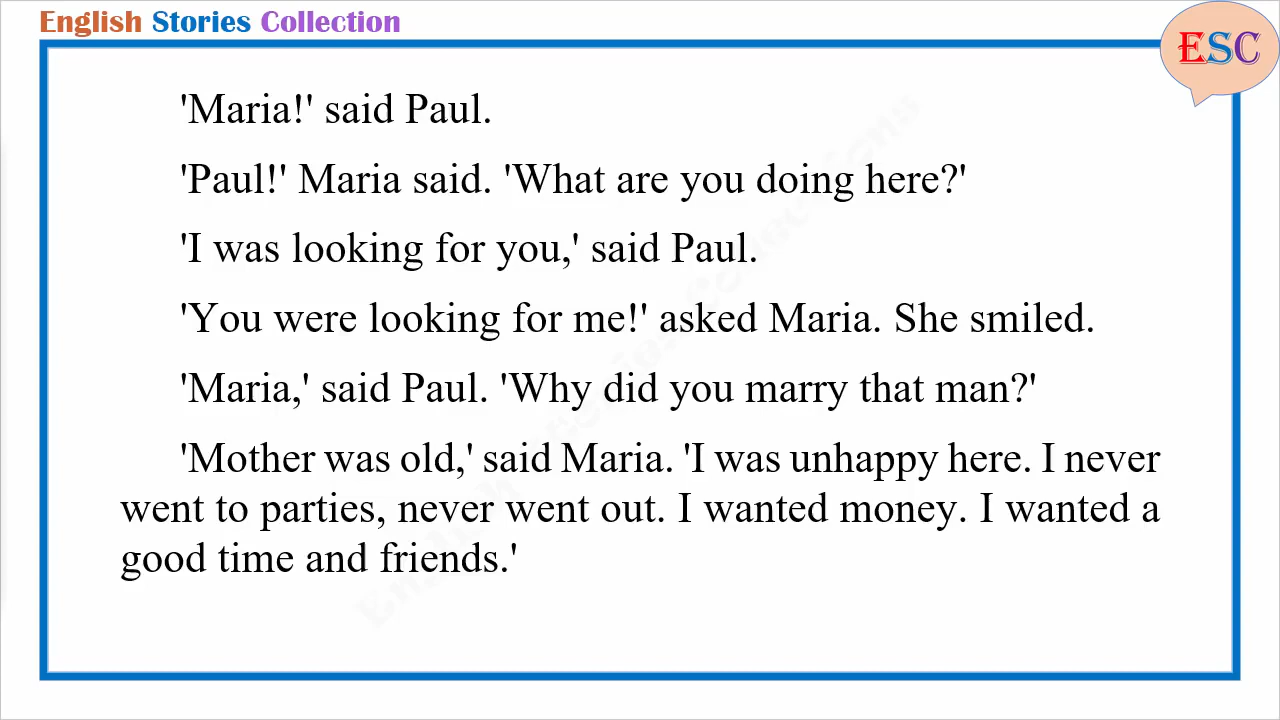 English Stories Collection
ESC
'Maria!' said Paul.
'Paul!' Maria said. 'What are you doing here?'
'I was looking for you,' said Paul.
'You were looking for me!' asked Maria. She smiled.
'Maria,' said Paul. 'Why did you marry that man?'
'Mother was old,' said Maria. 'I was unhappy here. I never
went to parties, never went out. I wanted money. I wanted a
good time and friends.'